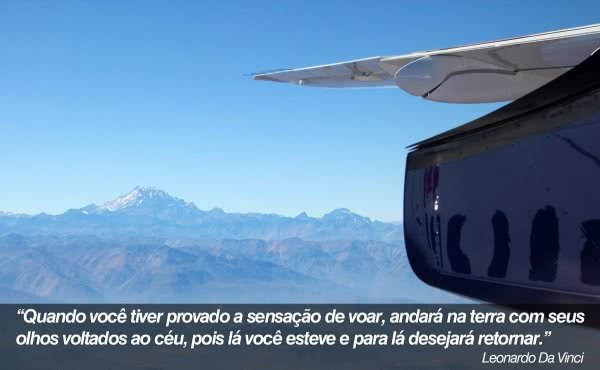 “Quando você tiver provado a sensação de voar, andará na terra com seus
olhos voltados ao céu, pois lá você esteve e para lá desejará retornar.”
Leonardo Da Vinci